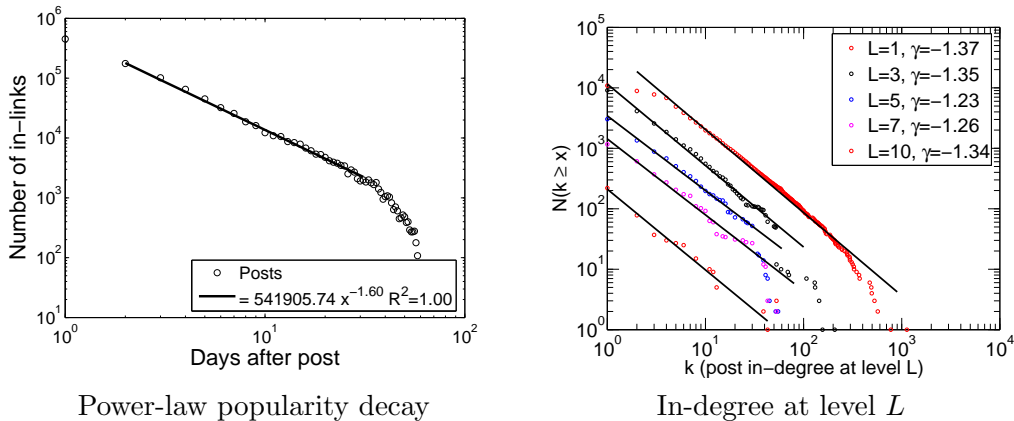 10^6
10^5
10^4
10^3
10^2
10^1
Number of in-links
Posts
= 541905.74 x^{-1.60} R^2=1.00
10^0
10^1
10^2
Days after post
Power-law popularity decay
10^5
10^4
10^3
10^2
10^1
10^0
N(k ≥ x)
L=1, γ=−1.37
L=3, γ=−1.35
L=5, γ=−1.23
L=7, γ=−1.26
L=10, γ=−1.34
10^0
10^1
10^2
10^3
10^4
k (post in-degree at level L)
In-degree at level L